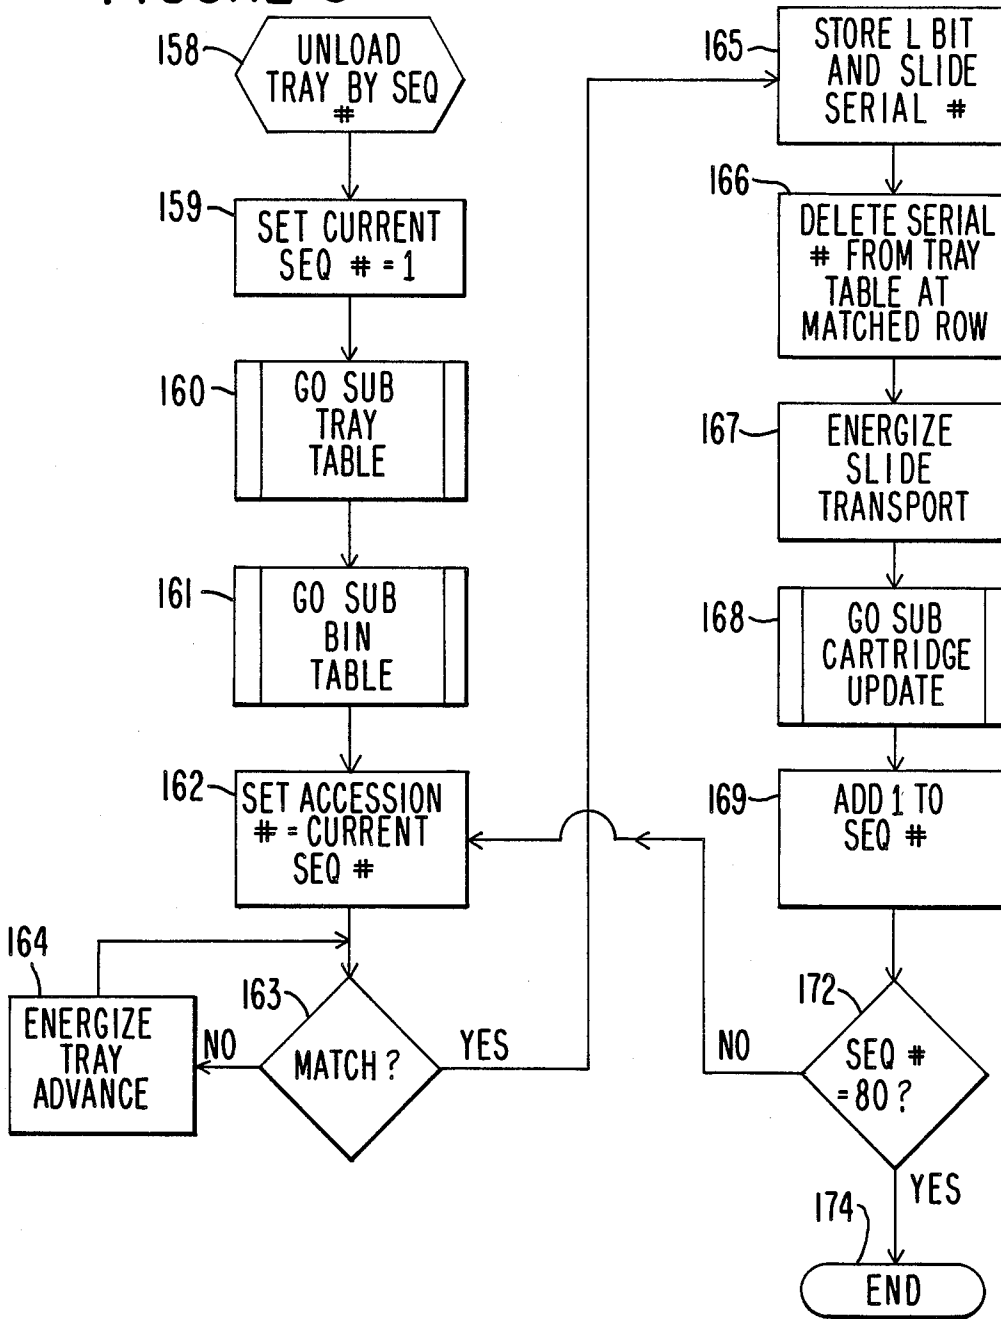 158
UNLOAD
TRAY BY SEQ
#
159
SET CURRENT
SEQ # = 1
160
GO SUB
TRAY
TABLE
161
GO SUB
BIN
TABLE
162
SET ACCESSION
# = CURRENT
SEQ #
163
MATCH ?
NO
YES
164
ENERGIZE
TRAY
ADVANCE
165
STORE L BIT
AND SLIDE
SERIAL #
166
DELETE SERIAL
# FROM TRAY
TABLE AT
MATCHED ROW
167
ENERGIZE
SLIDE
TRANSPORT
168
GO SUB
CARTRIDGE
UPDATE
169
ADD 1 TO
SEQ #
172
SEQ #
= 80 ?
NO
YES
174
END